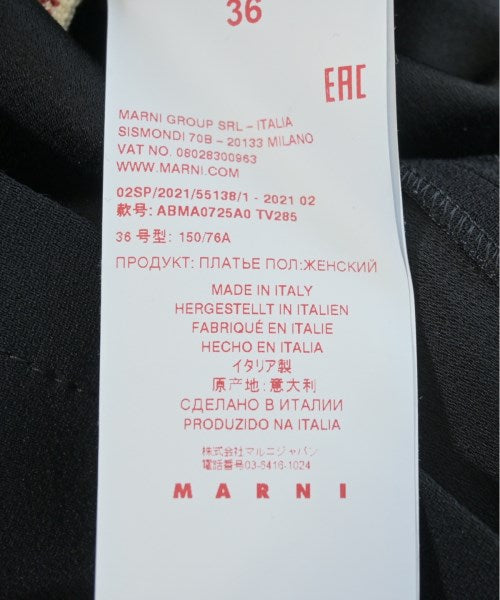 36
EAC
MARNI GROUP SRL – ITALIA
SISMONDI 70B – 20133 MILANO
VAT NO. 08028300963
WWW.MARNI.COM
02SP/2021/55138/1 - 2021 02
款号: ABMA0725A0 TV285
36 号型: 150/76A
ПРОДУКТ: ПЛАТЬЕ ПОЛ:ЖЕНСКИЙ
MADE IN ITALY
HERGESTELLT IN ITALIEN
FABRIQUÉ EN ITALIE
HECHO EN ITALIA
イタリア製
原产地: 意大利
СДЕЛАНО В ИТАЛИИ
PRODUZIDO NA ITALIA
株式会社マルニジャパン
電話番号03-6416-1024
MARNI